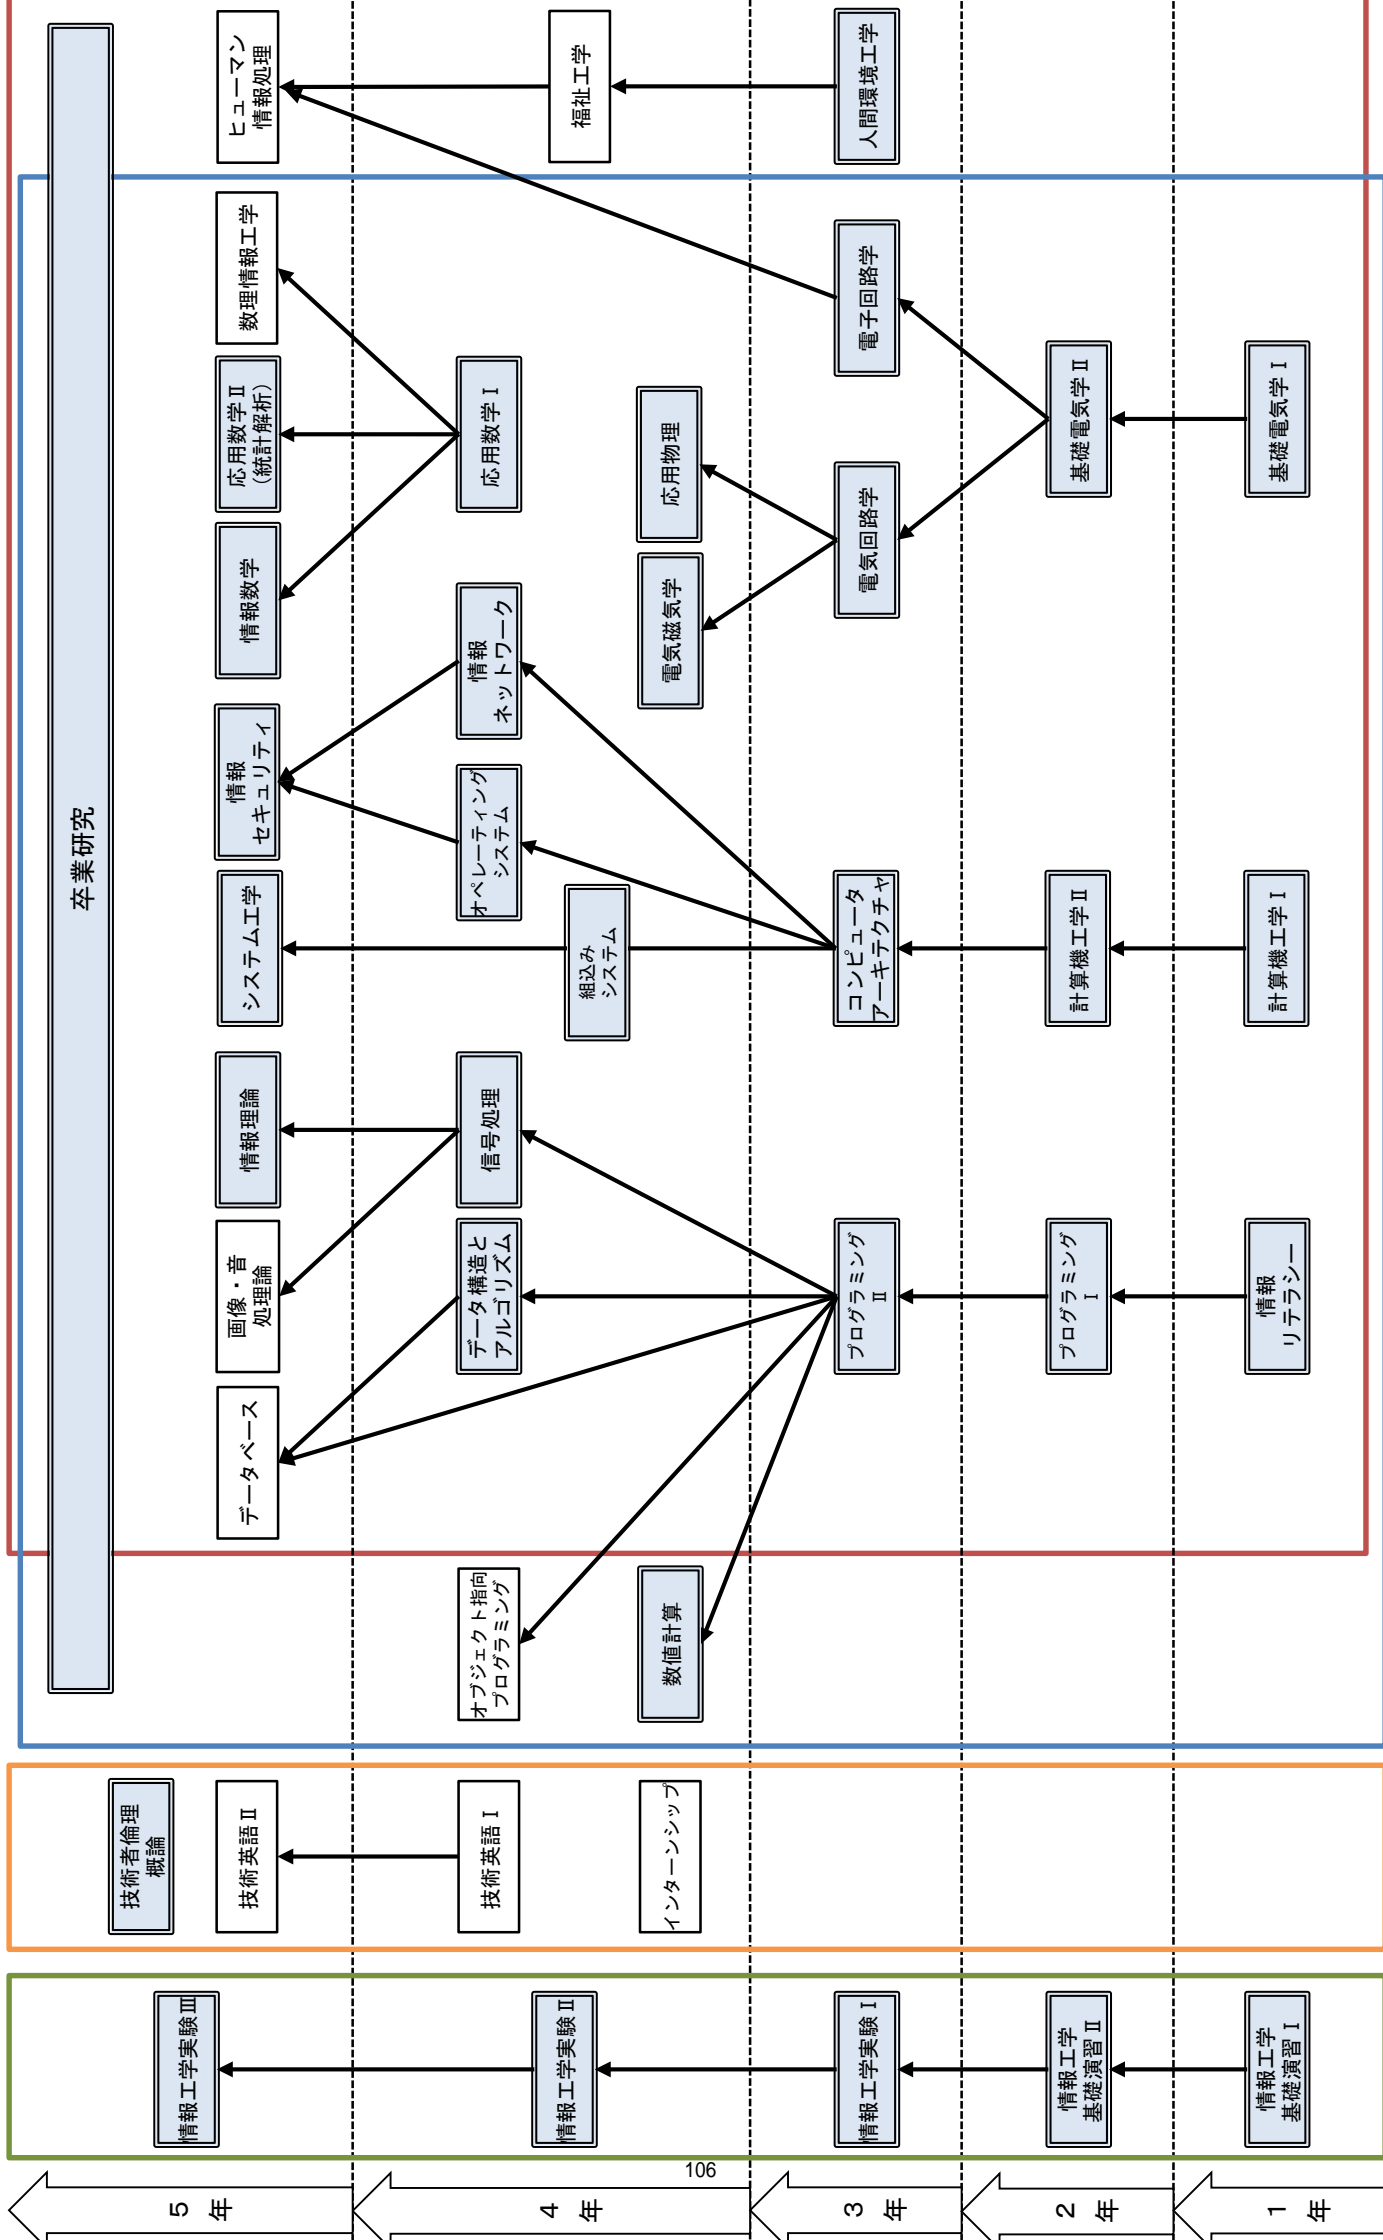 卒業研究
ヒューマン
情報処理
数理情報工学
応用数学Ⅱ
(統計解析)
情報数学
情報
セキュリティ
システム工学
情報理論
画像・音
処理論
データベース
技術者倫理
概論
技術英語Ⅱ
情報工学実験Ⅲ
5年
福祉工学
応用数学Ⅰ
情報
ネットワーク
オペレーティング
システム
組込み
システム
信号処理
データ構造と
アルゴリズム
オブジェクト指向
プログラミング
技術英語Ⅰ
応用物理
電気磁気学
数値計算
インターンシップ
情報工学実験Ⅱ
4年
人間環境工学
電子回路学
電気回路学
コンピュータ
アーキテクチャ
プログラミング
Ⅱ
情報工学実験Ⅰ
3年
基礎電気学Ⅱ
計算機工学Ⅱ
プログラミング
Ⅰ
情報工学
基礎演習Ⅱ
2年
基礎電気学Ⅰ
計算機工学Ⅰ
情報
リテラシー
情報工学
基礎演習Ⅰ
1年
106